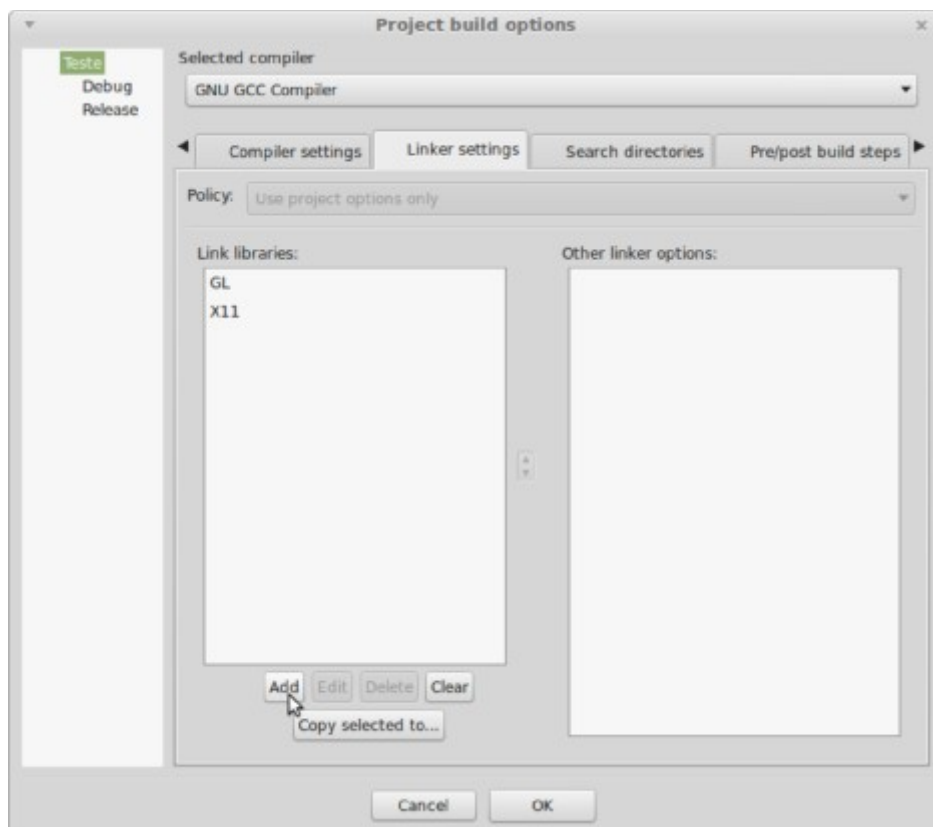 Project build options
Teste
Debug
Release
Selected compiler
GNU GCC Compiler
Compiler settings
Linker settings
Search directories
Pre/post build steps
Policy:
Use project options only
Link libraries:
GL
X11
Other linker options:
Add
Edit
Delete
Clear
Copy selected to...
Cancel
OK